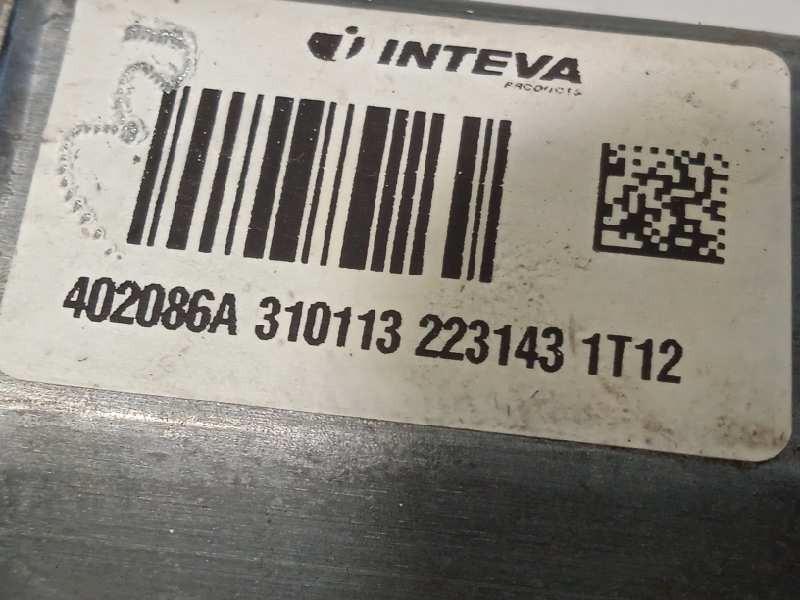 INTEVA
PRODUCTS
402086A 310113 223143 1T12